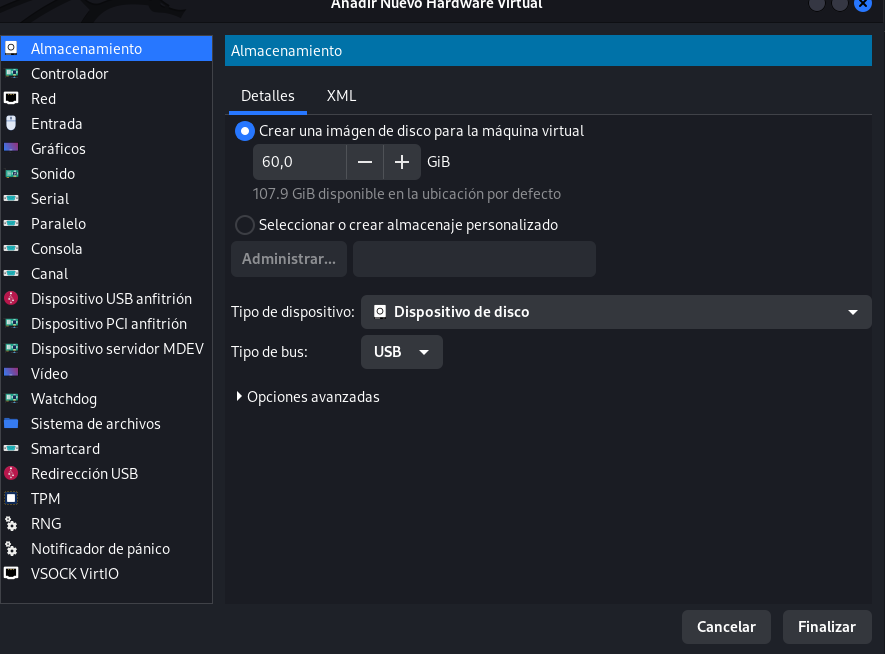 Añadir Nuevo Hardware Virtual
Almacenamiento
Controlador
Red
Entrada
Gráficos
Sonido
Serial
Paralelo
Consola
Canal
Dispositivo USB anfitrión
Dispositivo PCI anfitrión
Dispositivo servidor MDEV
Vídeo
Watchdog
Sistema de archivos
Smartcard
Redirección USB
TPM
RNG
Notificador de pánico
VSOCK VirtIO
Almacenamiento
Detalles XML
Crear una imágen de disco para la máquina virtual
60,0 − + GiB
107.9 GiB disponible en la ubicación por defecto
Seleccionar o crear almacenaje personalizado
Administrar...
Tipo de dispositivo: Dispositivo de disco
Tipo de bus: USB
Opciones avanzadas
Cancelar Finalizar